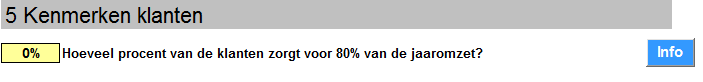 5 Kenmerken klanten
0% Hoeveel procent van de klanten zorgt voor 80% van de jaaromzet? Info